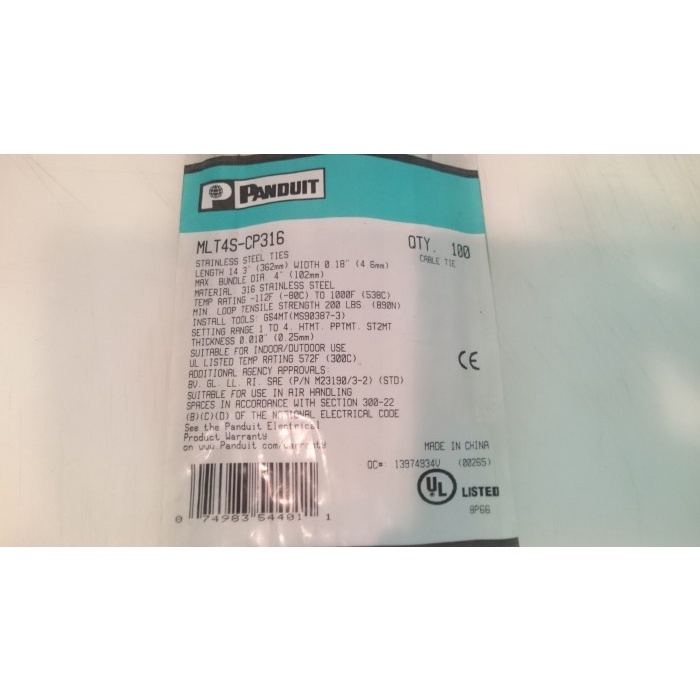 P PANDUIT
MLT4S-CP316
QTY. 100
CABLE TIE
STAINLESS STEEL TIES
LENGTH 14.3" (362mm) WIDTH 0.18" (4.6mm)
MAX. BUNDLE DIA. 4" (102mm)
MATERIAL 316 STAINLESS STEEL
TEMP RATING -112F (-80C) TO 1000F (538C)
MIN. LOOP TENSILE STRENGTH 200 LBS. (890N)
INSTALL TOOLS: GS4MT(MS90387-3)
SETTING RANGE 1 TO 4. HTMT. PPTMT. ST2MT
THICKNESS 0.010" (0.25mm)
SUITABLE FOR INDOOR/OUTDOOR USE
UL LISTED TEMP RATING 572F (300C)
ADDITIONAL AGENCY APPROVALS:
BV. GL. LL. RI. SAE (P/N M23190/3-2) (STD)
SUITABLE FOR USE IN AIR HANDLING
SPACES IN ACCORDANCE WITH SECTION 300-22
(B)(C)(D) OF THE NATIONAL ELECTRICAL CODE
See the Panduit Electrical
Product Warranty
on www.Panduit.com/warranty
CE
MADE IN CHINA
DC#: 13974934V (00265)
UL LISTED
8P66
0 74983 54401 1